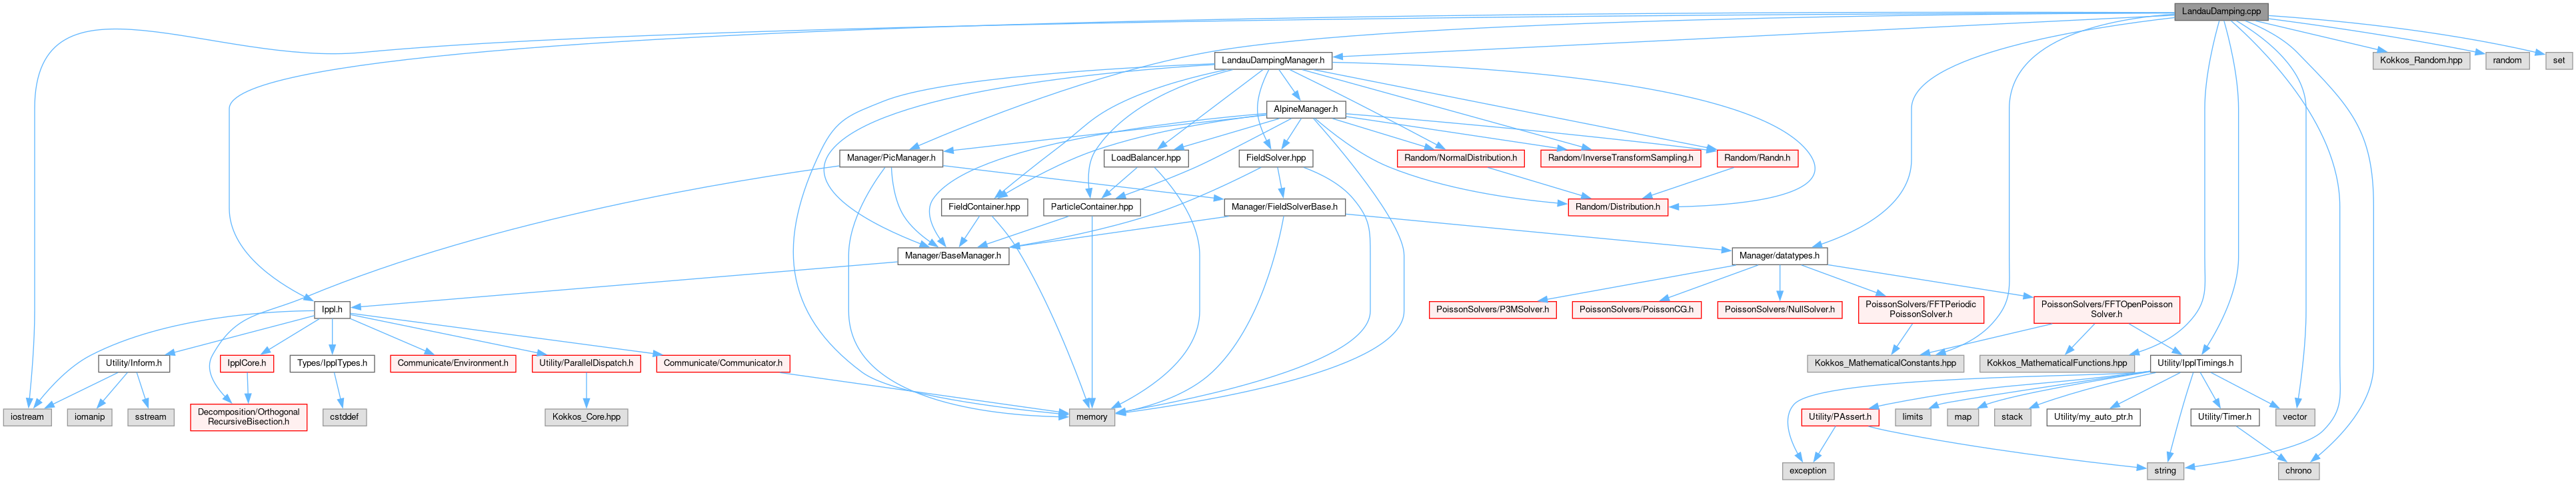 LandauDamping.cpp
LandauDampingManager.h
Kokkos_Random.hpp
random
set
AlpineManager.h
Manager/PicManager.h
LoadBalancer.hpp
FieldSolver.hpp
Random/NormalDistribution.h
Random/InverseTransformSampling.h
Random/Randn.h
FieldContainer.hpp
ParticleContainer.hpp
Manager/FieldSolverBase.h
Random/Distribution.h
Manager/BaseManager.h
Manager/datatypes.h
Ippl.h
PoissonSolvers/P3MSolver.h
PoissonSolvers/PoissonCG.h
PoissonSolvers/NullSolver.h
PoissonSolvers/FFTPeriodic
PoissonSolver.h
PoissonSolvers/FFTOpenPoisson
Solver.h
Utility/Inform.h
IpplCore.h
Types/IpplTypes.h
Communicate/Environment.h
Utility/ParallelDispatch.h
Communicate/Communicator.h
Kokkos_MathematicalConstants.hpp
Kokkos_MathematicalFunctions.hpp
Utility/IpplTimings.h
iostream
iomanip
sstream
Decomposition/Orthogonal
RecursiveBisection.h
cstddef
Kokkos_Core.hpp
memory
Utility/PAssert.h
limits
map
stack
Utility/my_auto_ptr.h
Utility/Timer.h
vector
exception
string
chrono